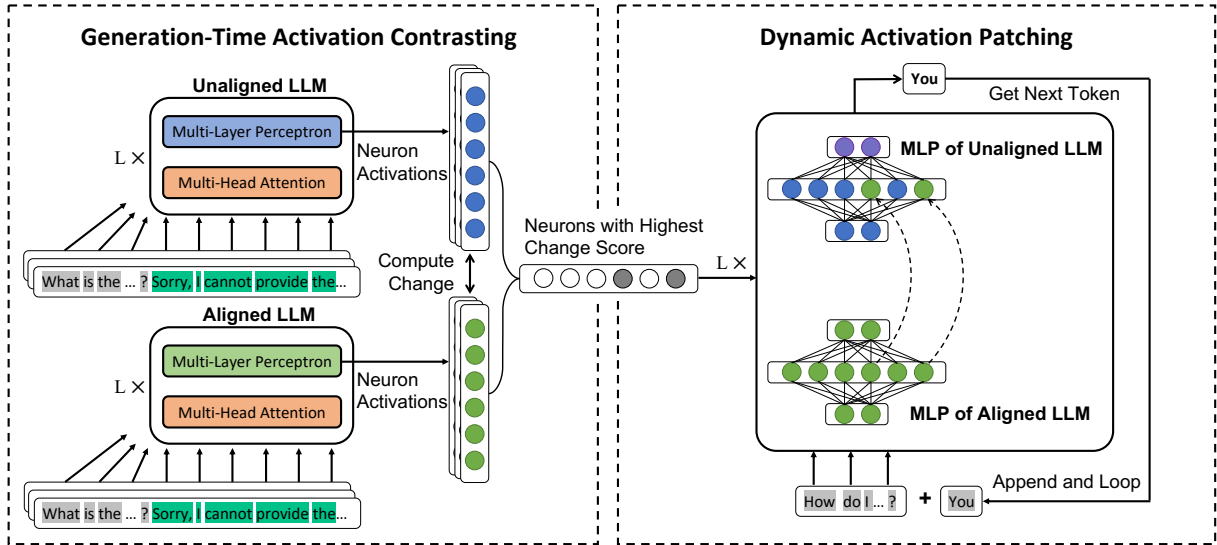 Generation-Time Activation Contrasting
Unaligned LLM
Multi-Layer Perceptron
L ×
Multi-Head Attention
Neuron
Activations
What is the ... ? Sorry, I cannot provide the...
Compute
Change
Aligned LLM
Multi-Layer Perceptron
L ×
Multi-Head Attention
Neuron
Activations
What is the ... ? Sorry, I cannot provide the...
Neurons with Highest
Change Score
L ×
Dynamic Activation Patching
You
Get Next Token
MLP of Unaligned LLM
MLP of Aligned LLM
Append and Loop
How do I ... ? + You